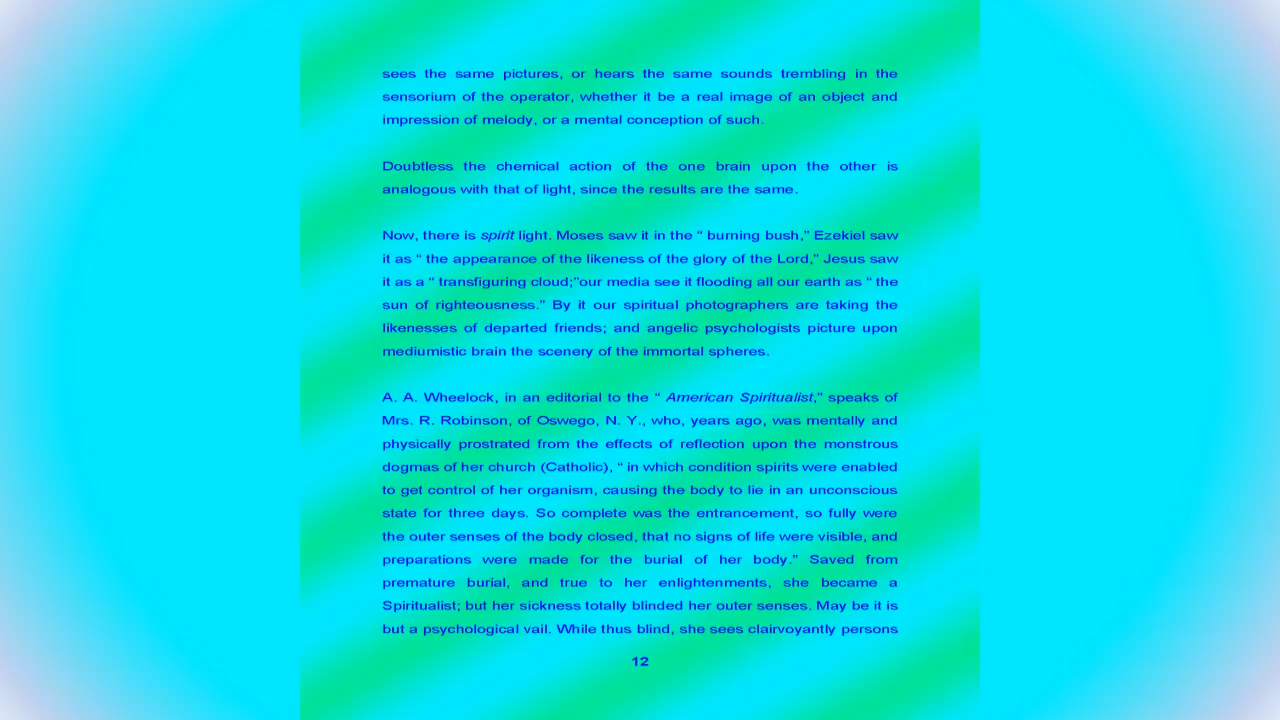 sees the same pictures, or hears the same sounds trembling in the
sensorium of the operator, whether it be a real image of an object and
impression of melody, or a mental conception of such.
Doubtless the chemical action of the one brain upon the other is
analogous with that of light, since the results are the same.
Now, there is spirit light. Moses saw it in the “ burning bush,” Ezekiel saw
it as “ the appearance of the likeness of the glory of the Lord,” Jesus saw
it as a “ transfiguring cloud;”our media see it flooding all our earth as “ the
sun of righteousness.” By it our spiritual photographers are taking the
likenesses of departed friends; and angelic psychologists picture upon
mediumistic brain the scenery of the immortal spheres.
A. A. Wheelock, in an editorial to the “ American Spiritualist,” speaks of
Mrs. R. Robinson, of Oswego, N. Y., who, years ago, was mentally and
physically prostrated from the effects of reflection upon the monstrous
dogmas of her church (Catholic), “ in which condition spirits were enabled
to get control of her organism, causing the body to lie in an unconscious
state for three days. So complete was the entrancement, so fully were
the outer senses of the body closed, that no signs of life were visible, and
preparations were made for the burial of her body.” Saved from
premature burial, and true to her enlightenments, she became a
Spiritualist; but her sickness totally blinded her outer senses. May be it is
but a psychological vail. While thus blind, she sees clairvoyantly persons
12